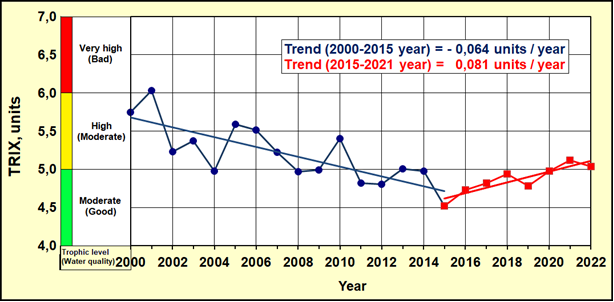 7,0
6,0
5,5
5,0
4,5
4,0
6,5
TRIX, units
Very high
(Bad)
High
(Moderate)
Moderate
(Good)
Trophic level
(Water quality)
Trend (2000-2015 year) = - 0,064 units / year
Trend (2015-2021 year) = 0,081 units / year
2000 2002 2004 2006 2008 2010 2012 2014 2016 2018 2020 2022
Year